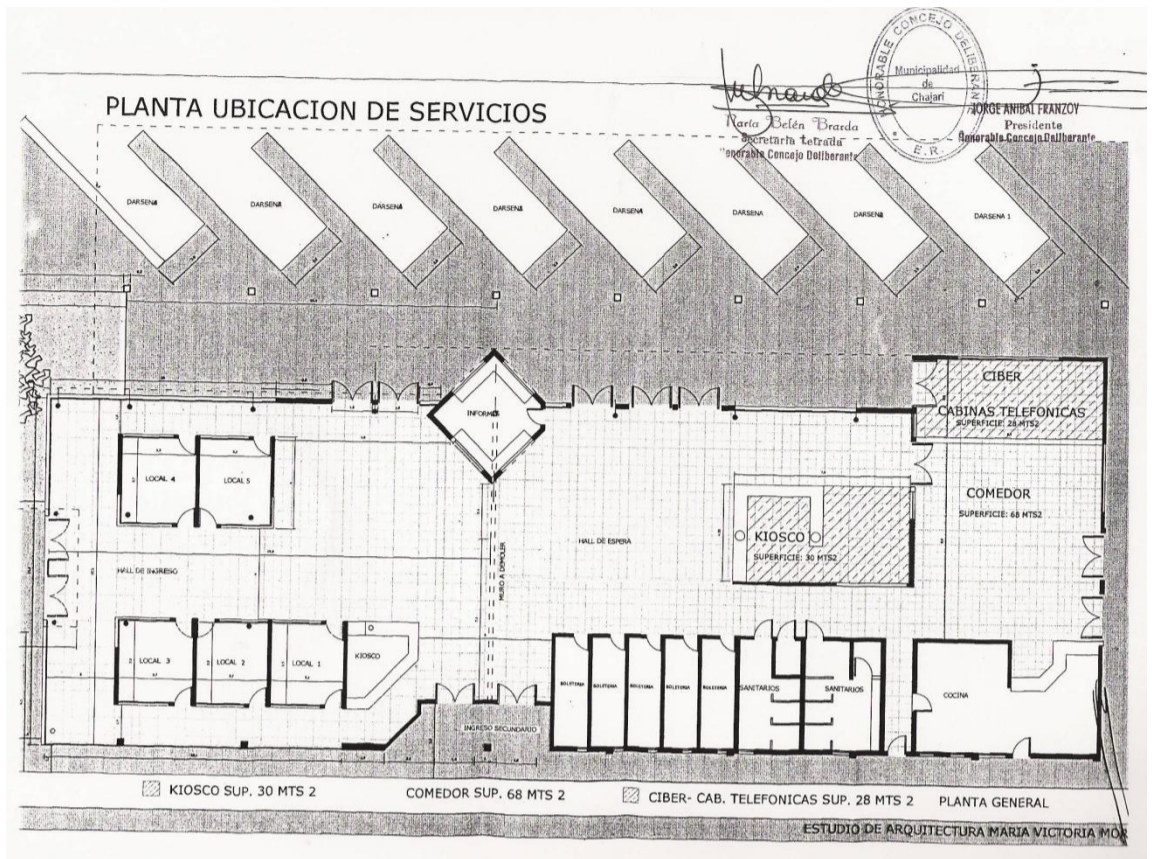 HONORABLE CONCEJO DELIBERANTE
Municipalidad
de
Chajarí
E.R.
JORGE ANIBAL FRANZOY
Presidente
Honorable Concejo Deliberante
María Belén Brarda
Secretaria Letrada
Honorable Concejo Deliberante
PLANTA UBICACION DE SERVICIOS
DARSENA
DARSENA
DARSENA
DARSENA
DARSENA
DARSENA
DARSENA
DARSENA 1
INFORMES
CIBER
CABINAS TELEFONICAS
SUPERFICIE: 28 MTS2
LOCAL 4
LOCAL 5
COMEDOR
SUPERFICIE: 68 MTS2
KIOSCO
SUPERFICIE: 30 MTS2
HALL DE ESPERA
HALL DE INGRESO
MURO A DEMOLER
LOCAL 3
LOCAL 2
LOCAL 1
KIOSCO
BOLETERIA
BOLETERIA
BOLETERIA
BOLETERIA
BOLETERIA
SANITARIOS
SANITARIOS
COCINA
INGRESO SECUNDARIO
KIOSCO SUP. 30 MTS 2
COMEDOR SUP. 68 MTS 2
CIBER- CAB. TELEFONICAS SUP. 28 MTS 2
PLANTA GENERAL
ESTUDIO DE ARQUITECTURA MARIA VICTORIA